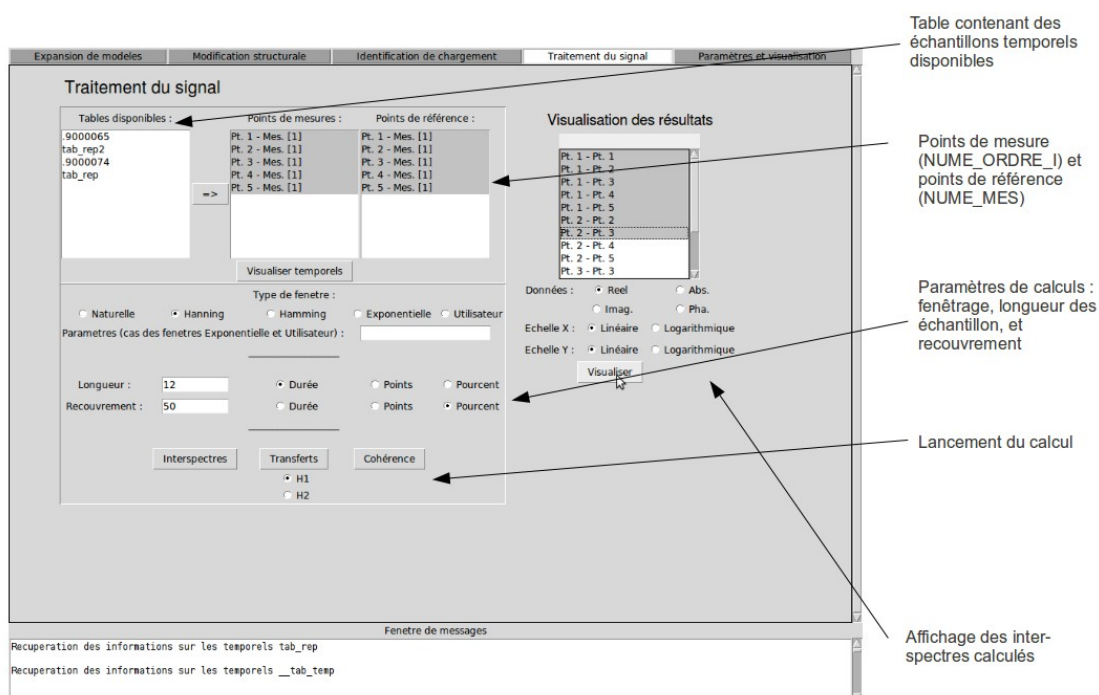 Table contenant des
échantillons temporels
disponibles
Expansion de modeles
Modification structurale
Identification de chargement
Traitement du signal
Paramètres et visualisation
Traitement du signal
Tables disponibles :
Points de mesures :
Points de référence :
.9000065
tab_rep2
.9000074
tab_rep
=>
Pt. 1 - Mes. [1]
Pt. 2 - Mes. [1]
Pt. 3 - Mes. [1]
Pt. 4 - Mes. [1]
Pt. 5 - Mes. [1]
Pt. 1 - Mes. [1]
Pt. 2 - Mes. [1]
Pt. 3 - Mes. [1]
Pt. 4 - Mes. [1]
Pt. 5 - Mes. [1]
Visualiser temporels
Visualisation des résultats
Pt. 1 - Pt. 1
Pt. 1 - Pt. 2
Pt. 1 - Pt. 3
Pt. 1 - Pt. 4
Pt. 1 - Pt. 5
Pt. 2 - Pt. 2
Pt. 2 - Pt. 3
Pt. 2 - Pt. 4
Pt. 2 - Pt. 5
Pt. 3 - Pt. 3
Points de mesure
(NUME_ORDRE_I) et
points de référence
(NUME_MES)
Type de fenetre :
Naturelle Hanning Hamming Exponentielle Utilisateur
Parametres (cas des fenetres Exponentielle et Utilisateur) :
Données : Reel Abs.
Imag. Pha.
Echelle X : Linéaire Logarithmique
Echelle Y : Linéaire Logarithmique
Visualiser
Paramètres de calculs :
fenêtrage, longueur des
échantillon, et
recouvrement
Longueur : 12 Durée Points Pourcent
Recouvrement : 50 Durée Points Pourcent
Interspectres Transferts Cohérence
H1
H2
Lancement du calcul
Affichage des inter-
spectres calculés
Fenetre de messages
Recuperation des informations sur les temporels tab_rep
Recuperation des informations sur les temporels __tab_temp